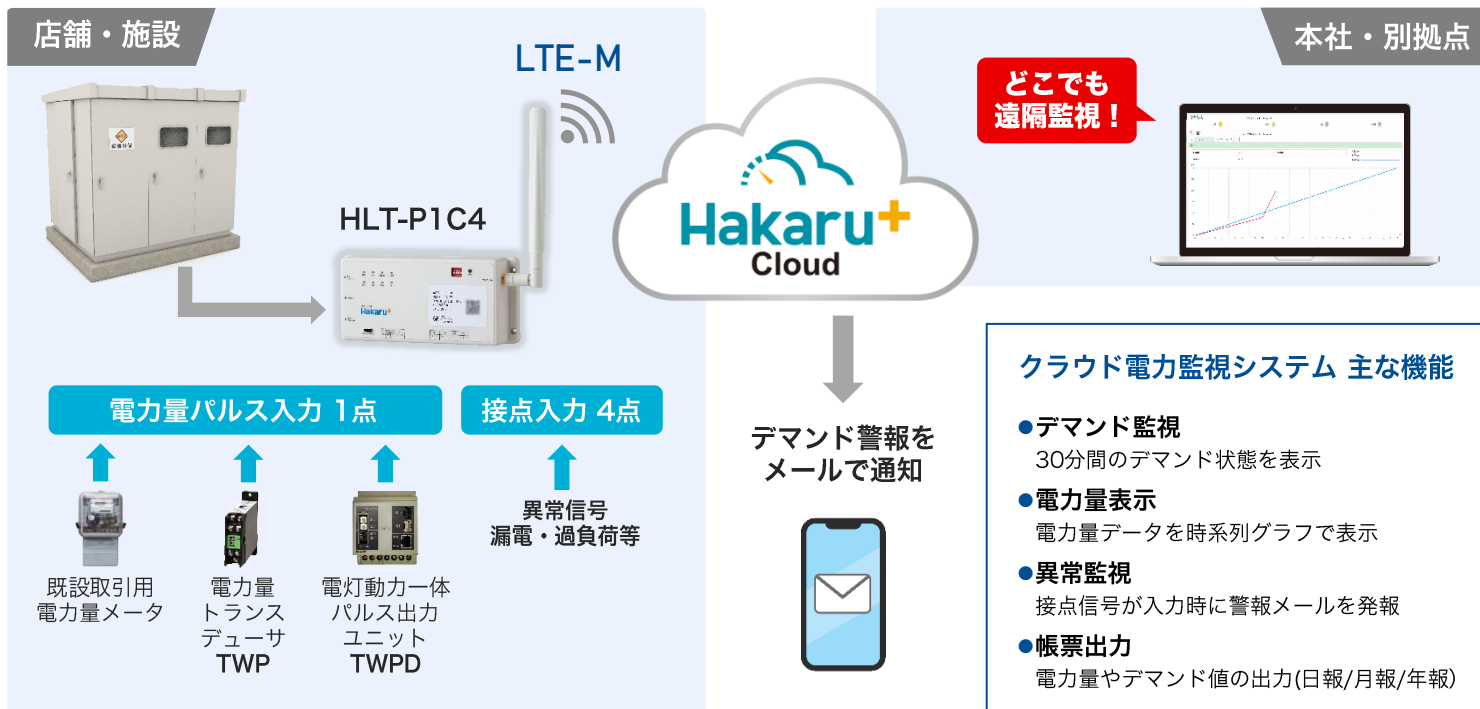 店舗・施設
LTE-M
HLT-P1C4
Hakaru+
電力量パルス入力 1点
接点入力 4点
既設取引用
電力量メータ
電力量
トランス
デューサ
TWP
電灯動力一体
パルス出力
ユニット
TWPD
異常信号
漏電・過負荷等
Hakaru+
Cloud
デマンド警報を
メールで通知
本社・別拠点
どこでも
遠隔監視！
クラウド電力監視システム 主な機能
●デマンド監視
30分間のデマンド状態を表示
●電力量表示
電力量データを時系列グラフで表示
●異常監視
接点信号が入力時に警報メールを発報
●帳票出力
電力量やデマンド値の出力(日報/月報/年報)